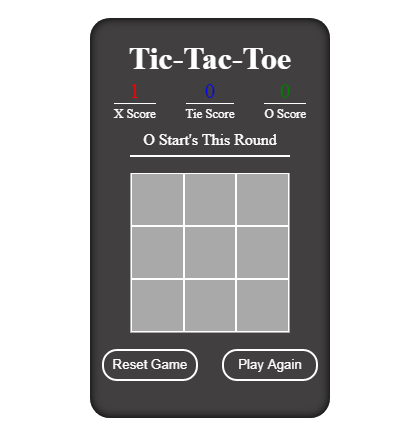 Tic-Tac-Toe
1 0 0
X Score Tie Score O Score
O Start's This Round
Reset Game Play Again